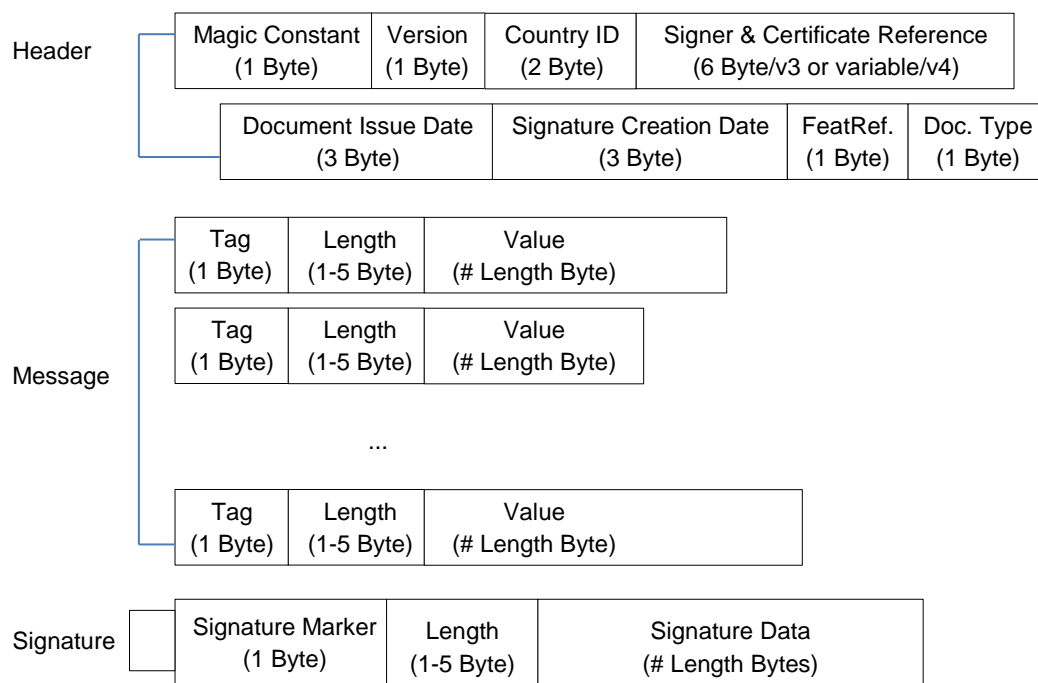 Header
Magic Constant
(1 Byte)
Version
(1 Byte)
Country ID
(2 Byte)
Signer & Certificate Reference
(6 Byte/v3 or variable/v4)
Document Issue Date
(3 Byte)
Signature Creation Date
(3 Byte)
FeatRef.
(1 Byte)
Doc. Type
(1 Byte)
Message
Tag
(1 Byte)
Length
(1-5 Byte)
Value
(# Length Byte)
Tag
(1 Byte)
Length
(1-5 Byte)
Value
(# Length Byte)
...
Tag
(1 Byte)
Length
(1-5 Byte)
Value
(# Length Byte)
Signature
Signature Marker
(1 Byte)
Length
(1-5 Byte)
Signature Data
(# Length Bytes)